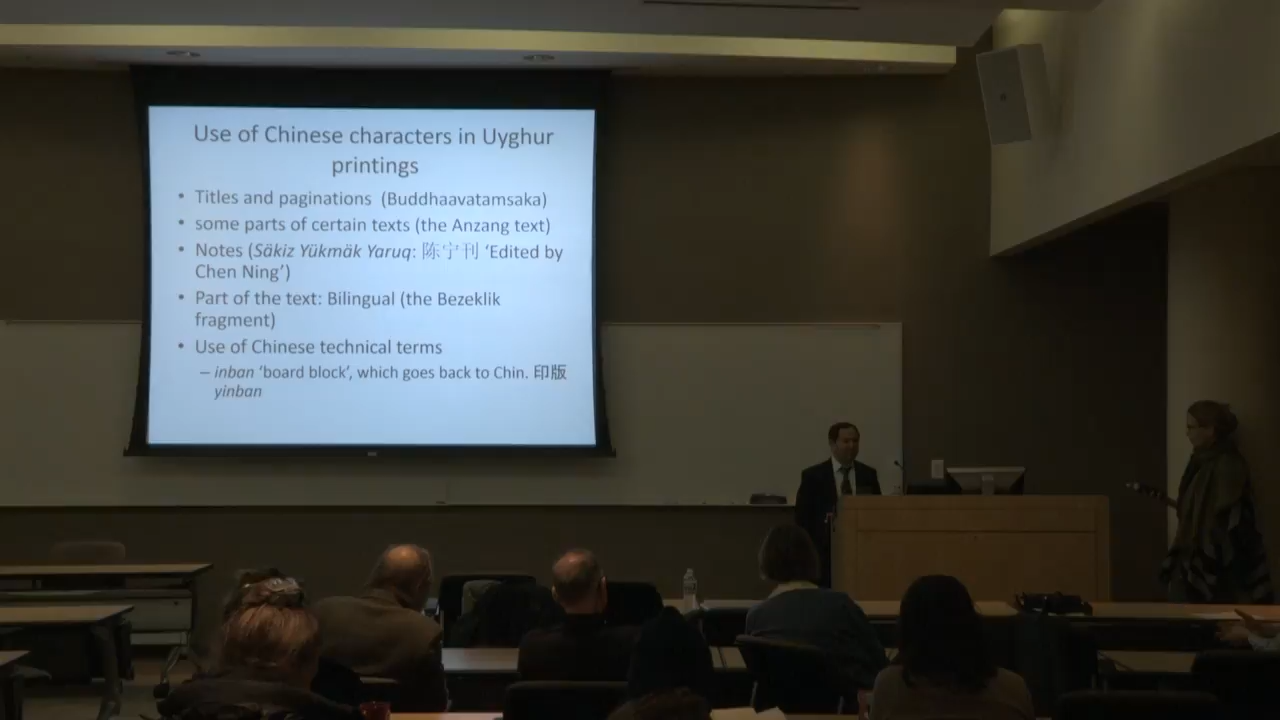 Use of Chinese characters in Uyghur
printings
• Titles and paginations (Buddhaavatamsaka)
• some parts of certain texts (the Anzang text)
• Notes (Säkiz Yükmäk Yaruq: 陈宁刊 ‘Edited by
Chen Ning’)
• Part of the text: Bilingual (the Bezeklik
fragment)
• Use of Chinese technical terms
– inban ‘board block’, which goes back to Chin. 印版
yinban